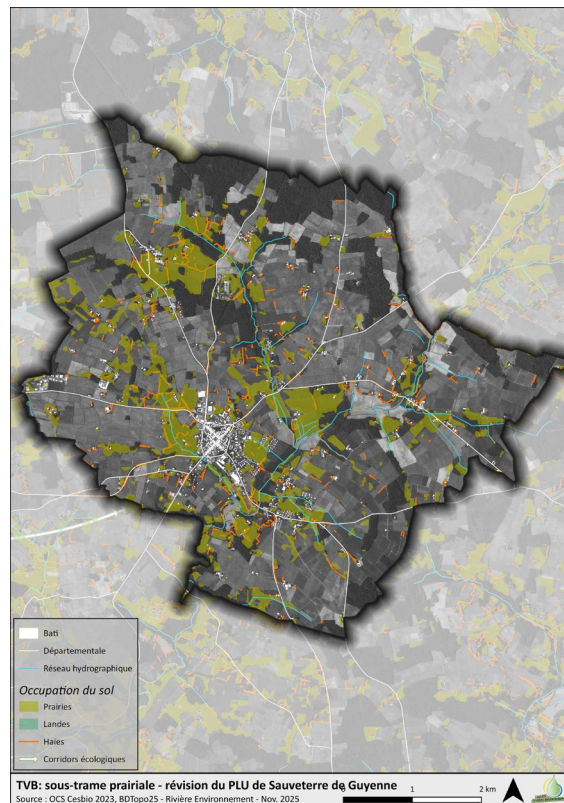 Bati
Départementale
Réseau hydrographique
Occupation du sol
Prairies
Landes
Haies
Corridors écologiques
TVB: sous-trame prairiale - révision du PLU de Sauveterre de Guyenne
Source : OCS Cesbio 2023, BDTopo25 - Rivière Environnement - Nov. 2025
0 1 2 km